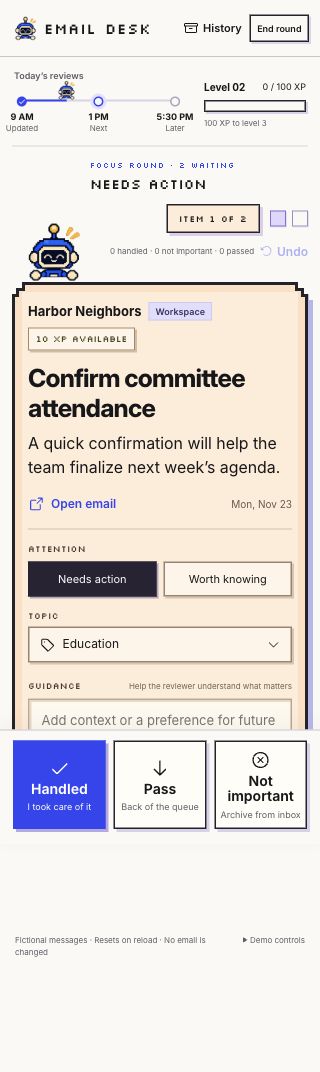 EMAIL DESK
History
End round
Today's reviews
9 AM
Updated
1 PM
Next
5:30 PM
Later
Level 02
0 / 100 XP
100 XP to level 3
FOCUS ROUND · 2 WAITING
NEEDS ACTION
ITEM 1 OF 2
0 handled · 0 not important · 0 passed
Undo
Harbor Neighbors
Workspace
10 XP AVAILABLE
Confirm committee
attendance
A quick confirmation will help the
team finalize next week’s agenda.
Open email
Mon, Nov 23
ATTENTION
Needs action
Worth knowing
TOPIC
Education
GUIDANCE
Help the reviewer understand what matters
Add context or a preference for future
Handled
I took care of it
Pass
Back of the queue
Not
important
Archive from inbox
Fictional messages · Resets on reload · No email is
changed
Demo controls